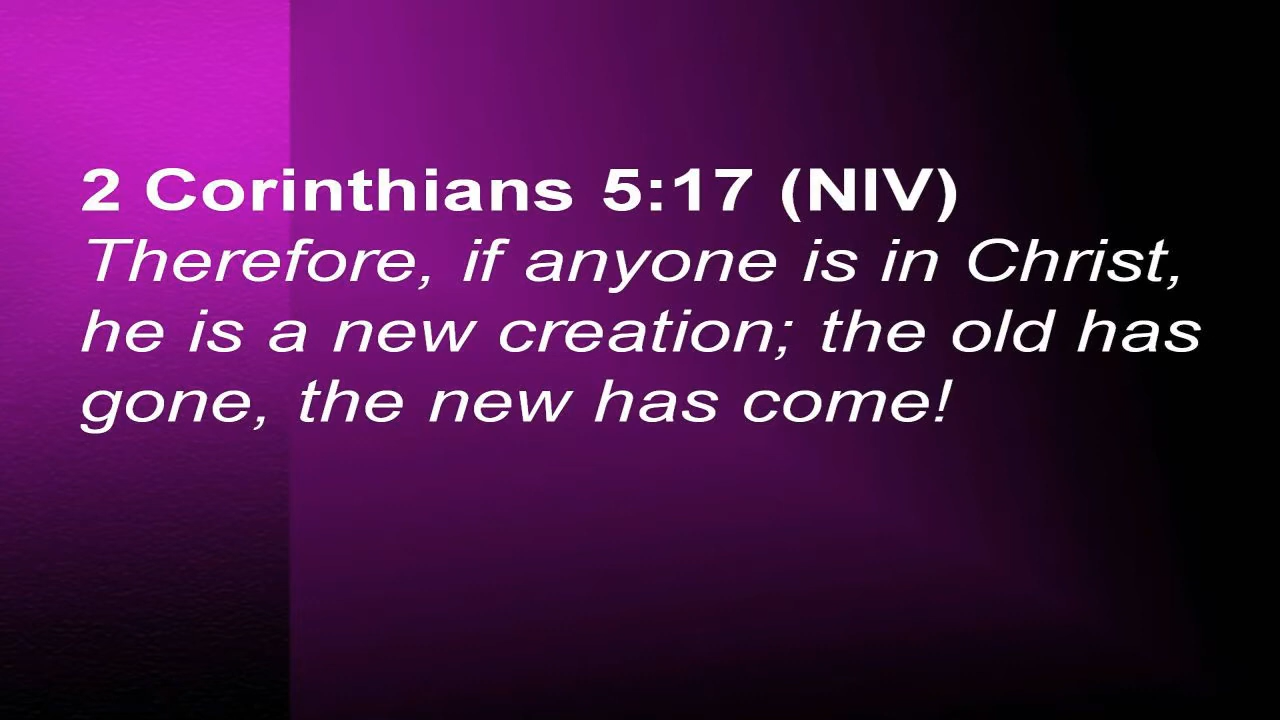 2 Corinthians 5:17 (NIV)
Therefore, if anyone is in Christ,
he is a new creation; the old has
gone, the new has come!